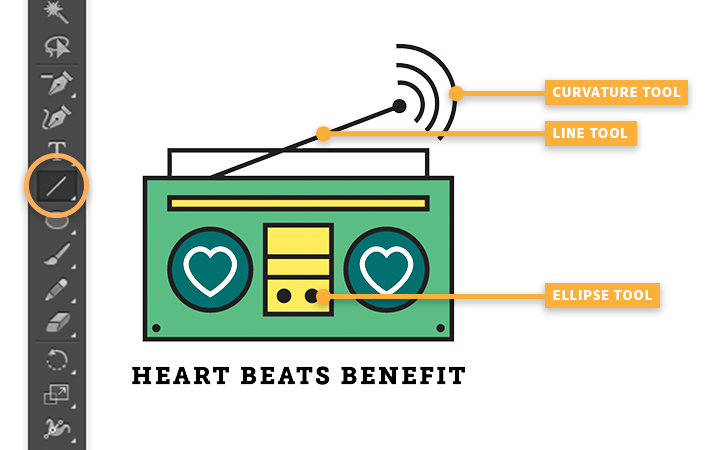 CURVATURE TOOL
LINE TOOL
ELLIPSE TOOL
HEART BEATS BENEFIT